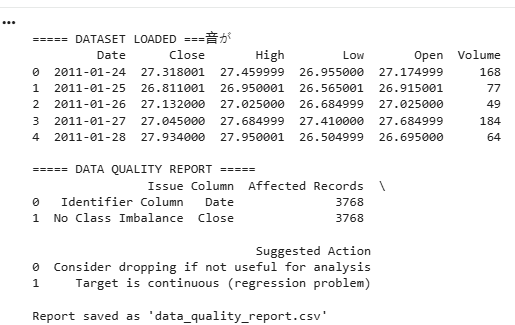 ...
===== DATASET LOADED ===音が
Date Close High Low Open Volume
0 2011-01-24 27.318001 27.459999 26.955000 27.174999 168
1 2011-01-25 26.811001 26.950001 26.565001 26.915001 77
2 2011-01-26 27.132000 27.025000 26.684999 27.025000 49
3 2011-01-27 27.045000 27.684999 27.410000 27.684999 184
4 2011-01-28 27.934000 27.950001 26.504999 26.695000 64
===== DATA QUALITY REPORT =====
Issue Column Affected Records \
0 Identifier Column Date 3768
1 No Class Imbalance Close 3768
Suggested Action
0 Consider dropping if not useful for analysis
1 Target is continuous (regression problem)
Report saved as 'data_quality_report.csv'